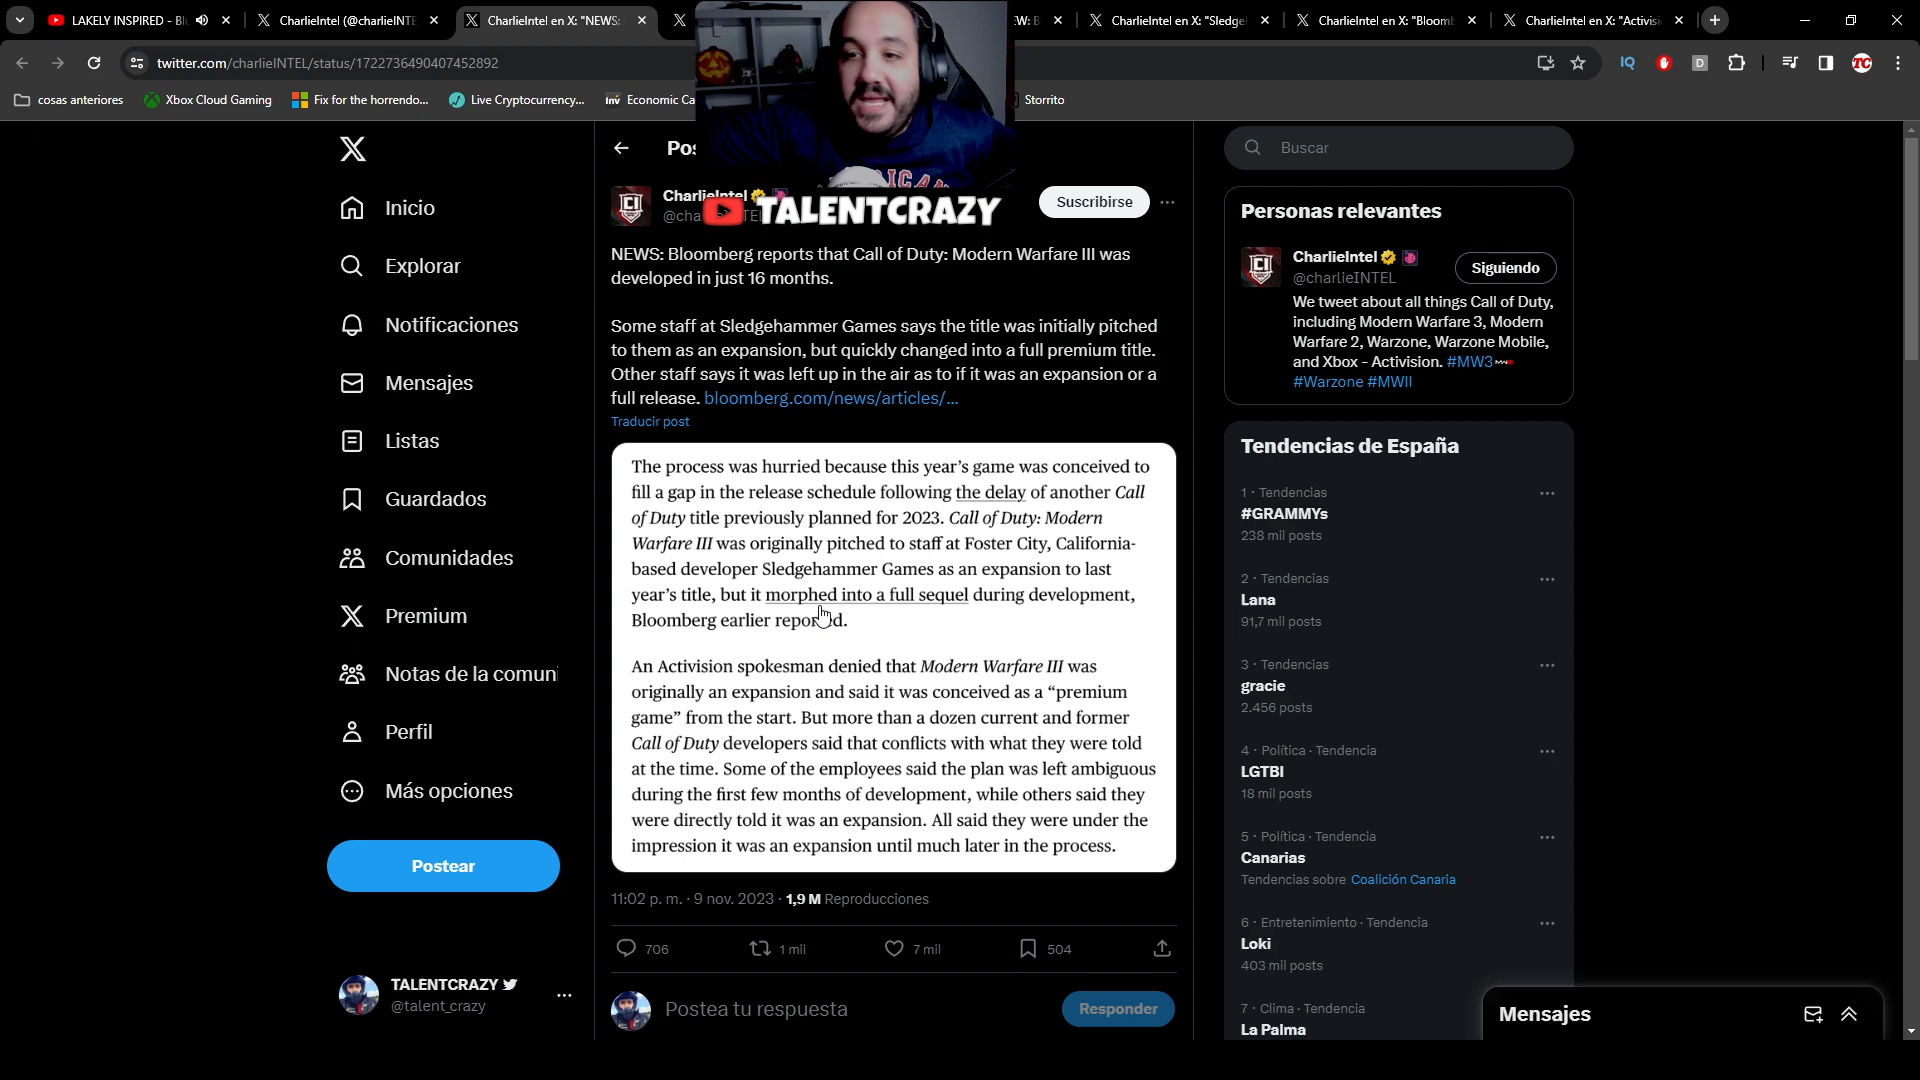 LAKELY INSPIRED - Bl
CharlieIntel (@charlieINTE
CharlieIntel en X: "NEWS:
EW: B
CharlieIntel en X: "Sledge
CharlieIntel en X: "Bloomb
CharlieIntel en X: "Activisi
twitter.com/charlieINTEL/status/1722736490407452892
IQ
D
TC
cosas anteriores
Xbox Cloud Gaming
Fix for the horrendo...
Live Cryptocurrency,...
Inv
Economic Ca
Storrito
Inicio
Explorar
Notificaciones
Mensajes
Listas
Guardados
Comunidades
Premium
Notas de la comuni
Perfil
Más opciones
Postear
TALENTCRAZY
@talent_crazy
Pos
CharlieIntel
@cha
TEL
TALENTCRAZY
Suscribirse
NEWS: Bloomberg reports that Call of Duty: Modern Warfare III was
developed in just 16 months.
Some staff at Sledgehammer Games says the title was initially pitched
to them as an expansion, but quickly changed into a full premium title.
Other staff says it was left up in the air as to if it was an expansion or a
full release. bloomberg.com/news/articles/...
Traducir post
The process was hurried because this year’s game was conceived to
fill a gap in the release schedule following the delay of another Call
of Duty title previously planned for 2023. Call of Duty: Modern
Warfare III was originally pitched to staff at Foster City, California-
based developer Sledgehammer Games as an expansion to last
year’s title, but it morphed into a full sequel during development,
Bloomberg earlier reported.
An Activision spokesman denied that Modern Warfare III was
originally an expansion and said it was conceived as a “premium
game” from the start. But more than a dozen current and former
Call of Duty developers said that conflicts with what they were told
at the time. Some of the employees said the plan was left ambiguous
during the first few months of development, while others said they
were directly told it was an expansion. All said they were under the
impression it was an expansion until much later in the process.
11:02 p. m. · 9 nov. 2023 · 1,9 M Reproducciones
706
1 mil
7 mil
504
Postea tu respuesta
Responder
Buscar
Personas relevantes
CharlieIntel
@charlieINTEL
Siguiendo
We tweet about all things Call of Duty,
including Modern Warfare 3, Modern
Warfare 2, Warzone, Warzone Mobile,
and Xbox - Activision. #MW3
#Warzone #MWII
Tendencias de España
1 · Tendencias
#GRAMMYs
238 mil posts
2 · Tendencias
Lana
91,7 mil posts
3 · Tendencias
gracie
2.456 posts
4 · Política · Tendencia
LGTBI
18 mil posts
5 · Política · Tendencia
Canarias
Tendencias sobre Coalición Canaria
6 · Entretenimiento · Tendencia
Loki
403 mil posts
7 · Clima · Tendencia
La Palma
Mensajes